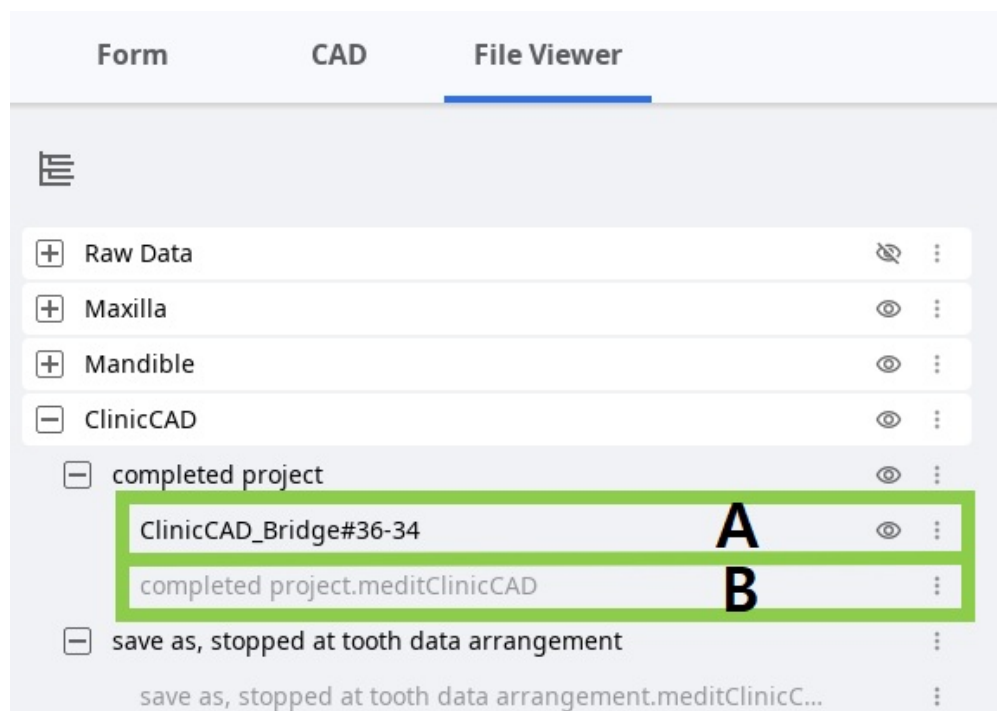 Form CAD File Viewer
Raw Data
Maxilla
Mandible
ClinicCAD
completed project
ClinicCAD_Bridge#36-34 A
completed project.meditClinicCAD B
save as, stopped at tooth data arrangement
save as, stopped at tooth data arrangement.meditClinicC...